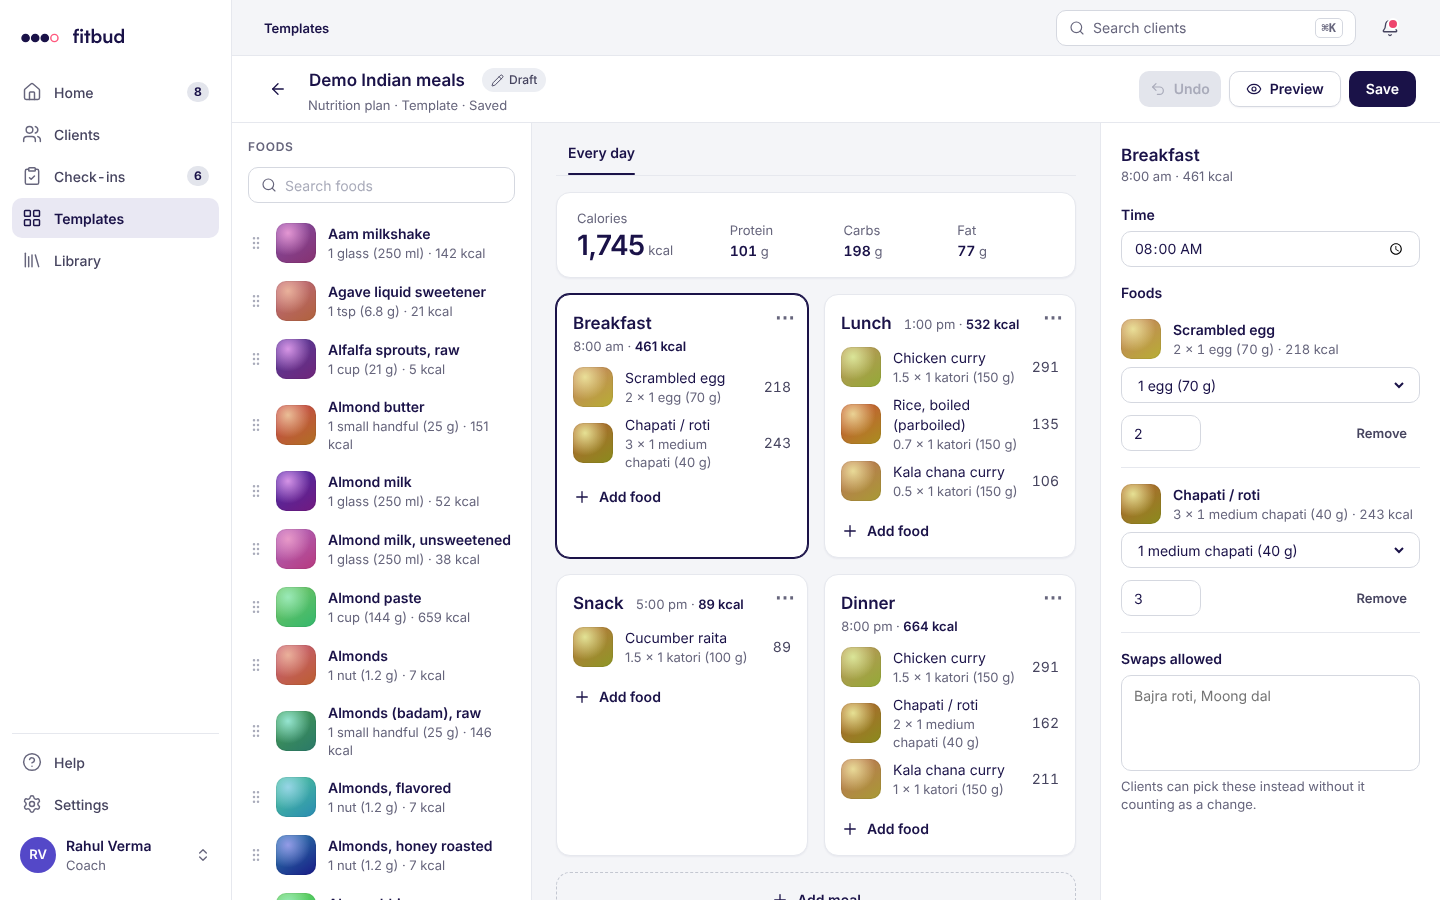 fitbud
Home 8
Clients
Check-ins 6
Templates
Library
Help
Settings
RV
Rahul Verma
Coach
Templates
Search clients
⌘K
Demo Indian meals
Draft
Nutrition plan · Template · Saved
Undo
Preview
Save
FOODS
Search foods
Aam milkshake
1 glass (250 ml) · 142 kcal
Agave liquid sweetener
1 tsp (6.8 g) · 21 kcal
Alfalfa sprouts, raw
1 cup (21 g) · 5 kcal
Almond butter
1 small handful (25 g) · 151
kcal
Almond milk
1 glass (250 ml) · 52 kcal
Almond milk, unsweetened
1 glass (250 ml) · 38 kcal
Almond paste
1 cup (144 g) · 659 kcal
Almonds
1 nut (1.2 g) · 7 kcal
Almonds (badam), raw
1 small handful (25 g) · 146
kcal
Almonds, flavored
1 nut (1.2 g) · 7 kcal
Almonds, honey roasted
1 nut (1.2 g) · 7 kcal
Every day
Calories
1,745 kcal
Protein
101 g
Carbs
198 g
Fat
77 g
Breakfast
8:00 am · 461 kcal
Scrambled egg
2 × 1 egg (70 g)
218
Chapati / roti
3 × 1 medium
chapati (40 g)
243
Add food
Lunch 1:00 pm · 532 kcal
Chicken curry
1.5 × 1 katori (150 g)
291
Rice, boiled
(parboiled)
0.7 × 1 katori (150 g)
135
Kala chana curry
0.5 × 1 katori (150 g)
106
Add food
Snack 5:00 pm · 89 kcal
Cucumber raita
1.5 × 1 katori (100 g)
89
Add food
Dinner
8:00 pm · 664 kcal
Chicken curry
1.5 × 1 katori (150 g)
291
Chapati / roti
2 × 1 medium
chapati (40 g)
162
Kala chana curry
1 × 1 katori (150 g)
211
Add food
Add meal
Breakfast
8:00 am · 461 kcal
Time
08:00 AM
Foods
Scrambled egg
2 × 1 egg (70 g) · 218 kcal
1 egg (70 g)
2
Remove
Chapati / roti
3 × 1 medium chapati (40 g) · 243 kcal
1 medium chapati (40 g)
3
Remove
Swaps allowed
Bajra roti, Moong dal
Clients can pick these instead without it
counting as a change.